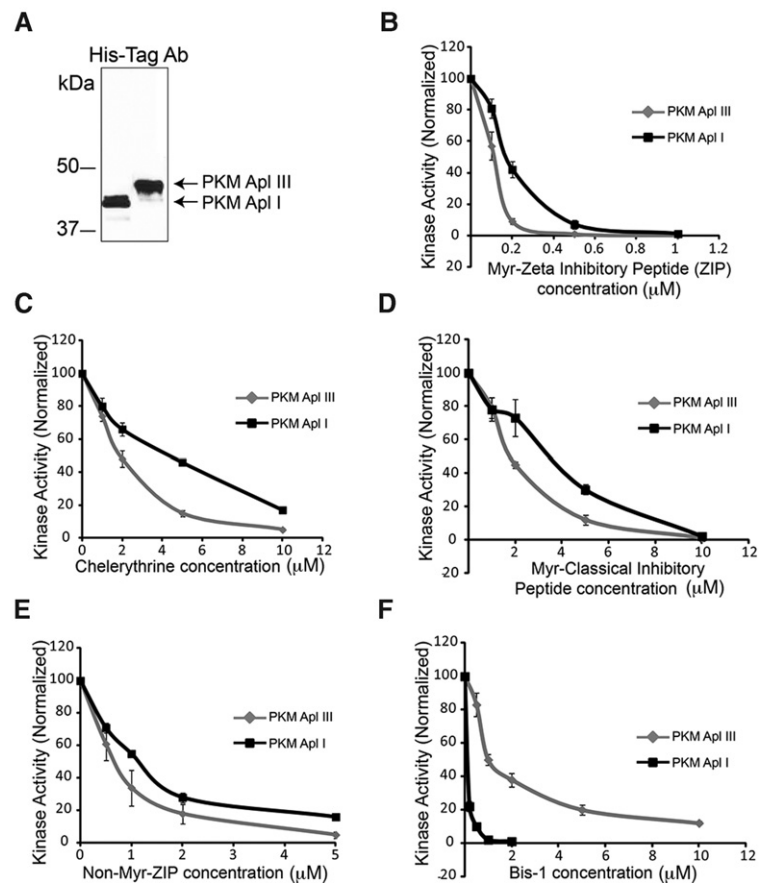 A
His-Tag Ab
kDa
50
37
PKM Apl III
PKM Apl I
B
Kinase Activity (Normalized)
120
100
80
60
40
20
0
20
0.2
0.4
0.6
0.8
1
1.2
PKM Apl III
PKM Apl I
Myr-Zeta Inhibitory Peptide (ZIP)
concentration (μM)
C
Kinase Activity (Normalized)
120
100
80
60
40
20
0
0
2
4
6
8
10
12
PKM Apl III
PKM Apl I
Chelerythrine concentration (μM)
D
Kinase Activity (Normalized)
120
100
80
60
40
20
0
-20
2
4
6
8
10
12
PKM Apl III
PKM Apl I
Myr-Classical Inhibitory
Peptide concentration (μM)
E
Kinase Activity (Normalized)
120
100
80
60
40
20
0
0
1
2
3
4
5
PKM Apl III
PKM Apl I
Non-Myr-ZIP concentration (μM)
F
Kinase Activity (Normalized)
120
100
80
60
40
20
0
-20
2
4
6
8
10
12
PKM Apl III
PKM Apl I
Bis-1 concentration (μM)